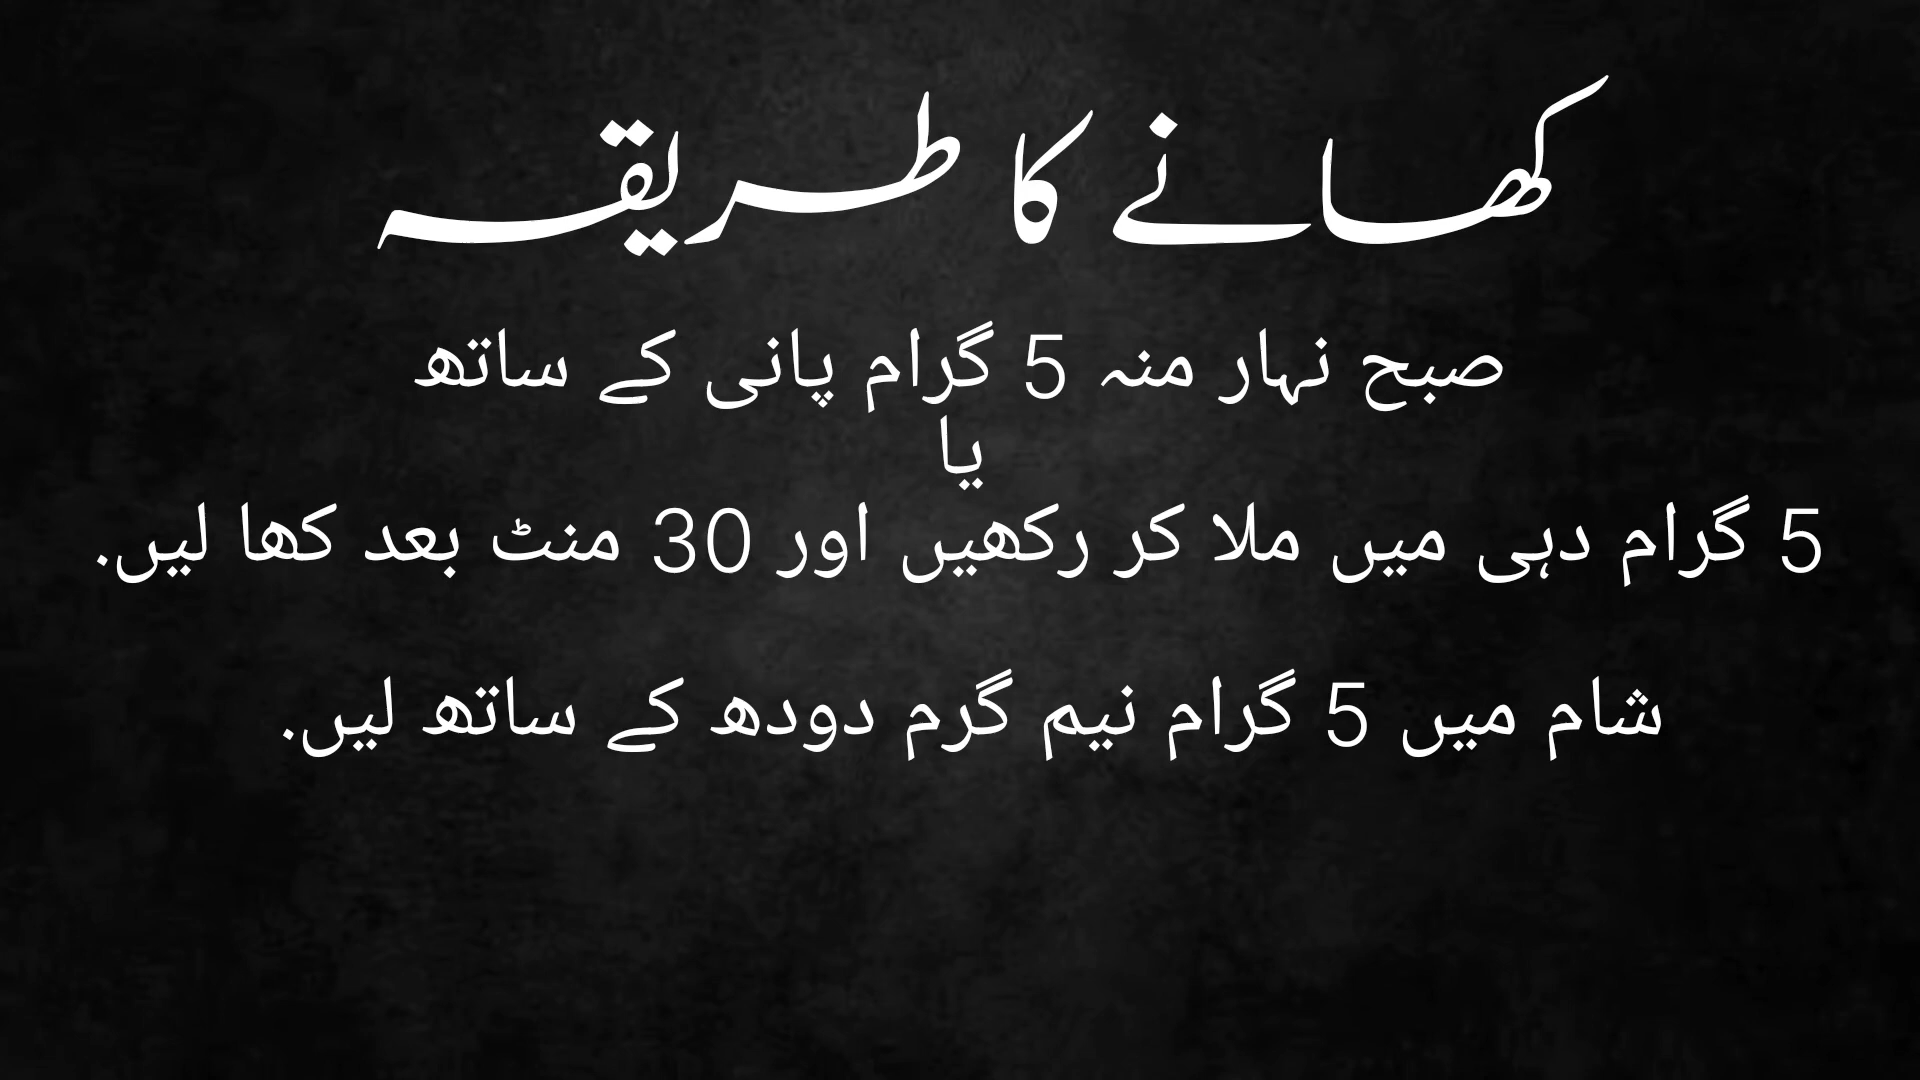 کھانے کا طریقہ
صبح نہار منہ 5 گرام پانی کے ساتھ
یا
5 گرام دہی میں ملا کر رکھیں اور 30 منٹ بعد کھا لیں.
شام میں 5 گرام نیم گرم دودھ کے ساتھ لیں.